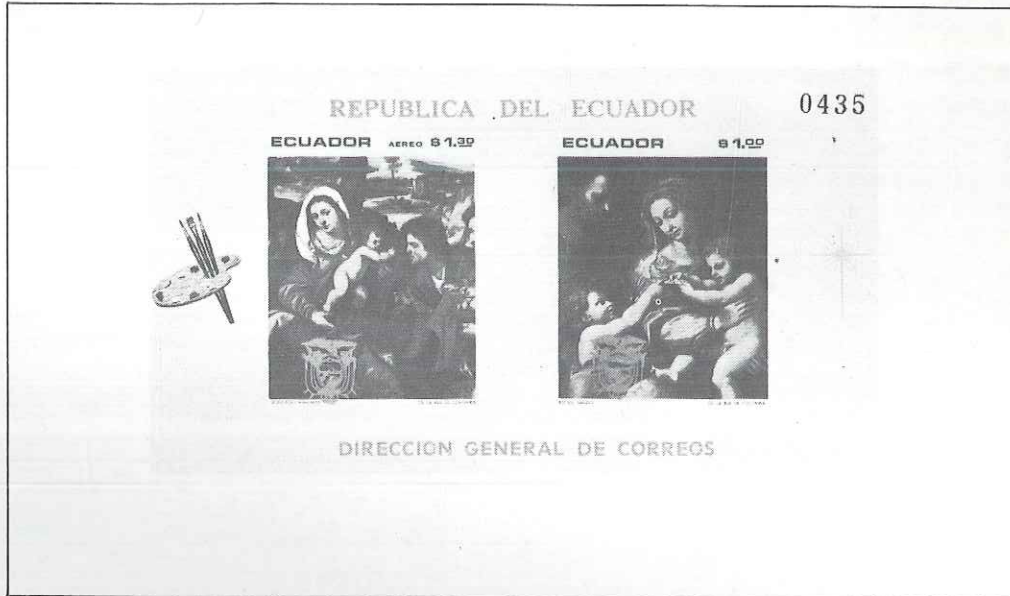 REPUBLICA DEL ECUADOR
0435
ECUADOR AEREO $1.30
ECUADOR $1.00
DIRECCION GENERAL DE CORREOS